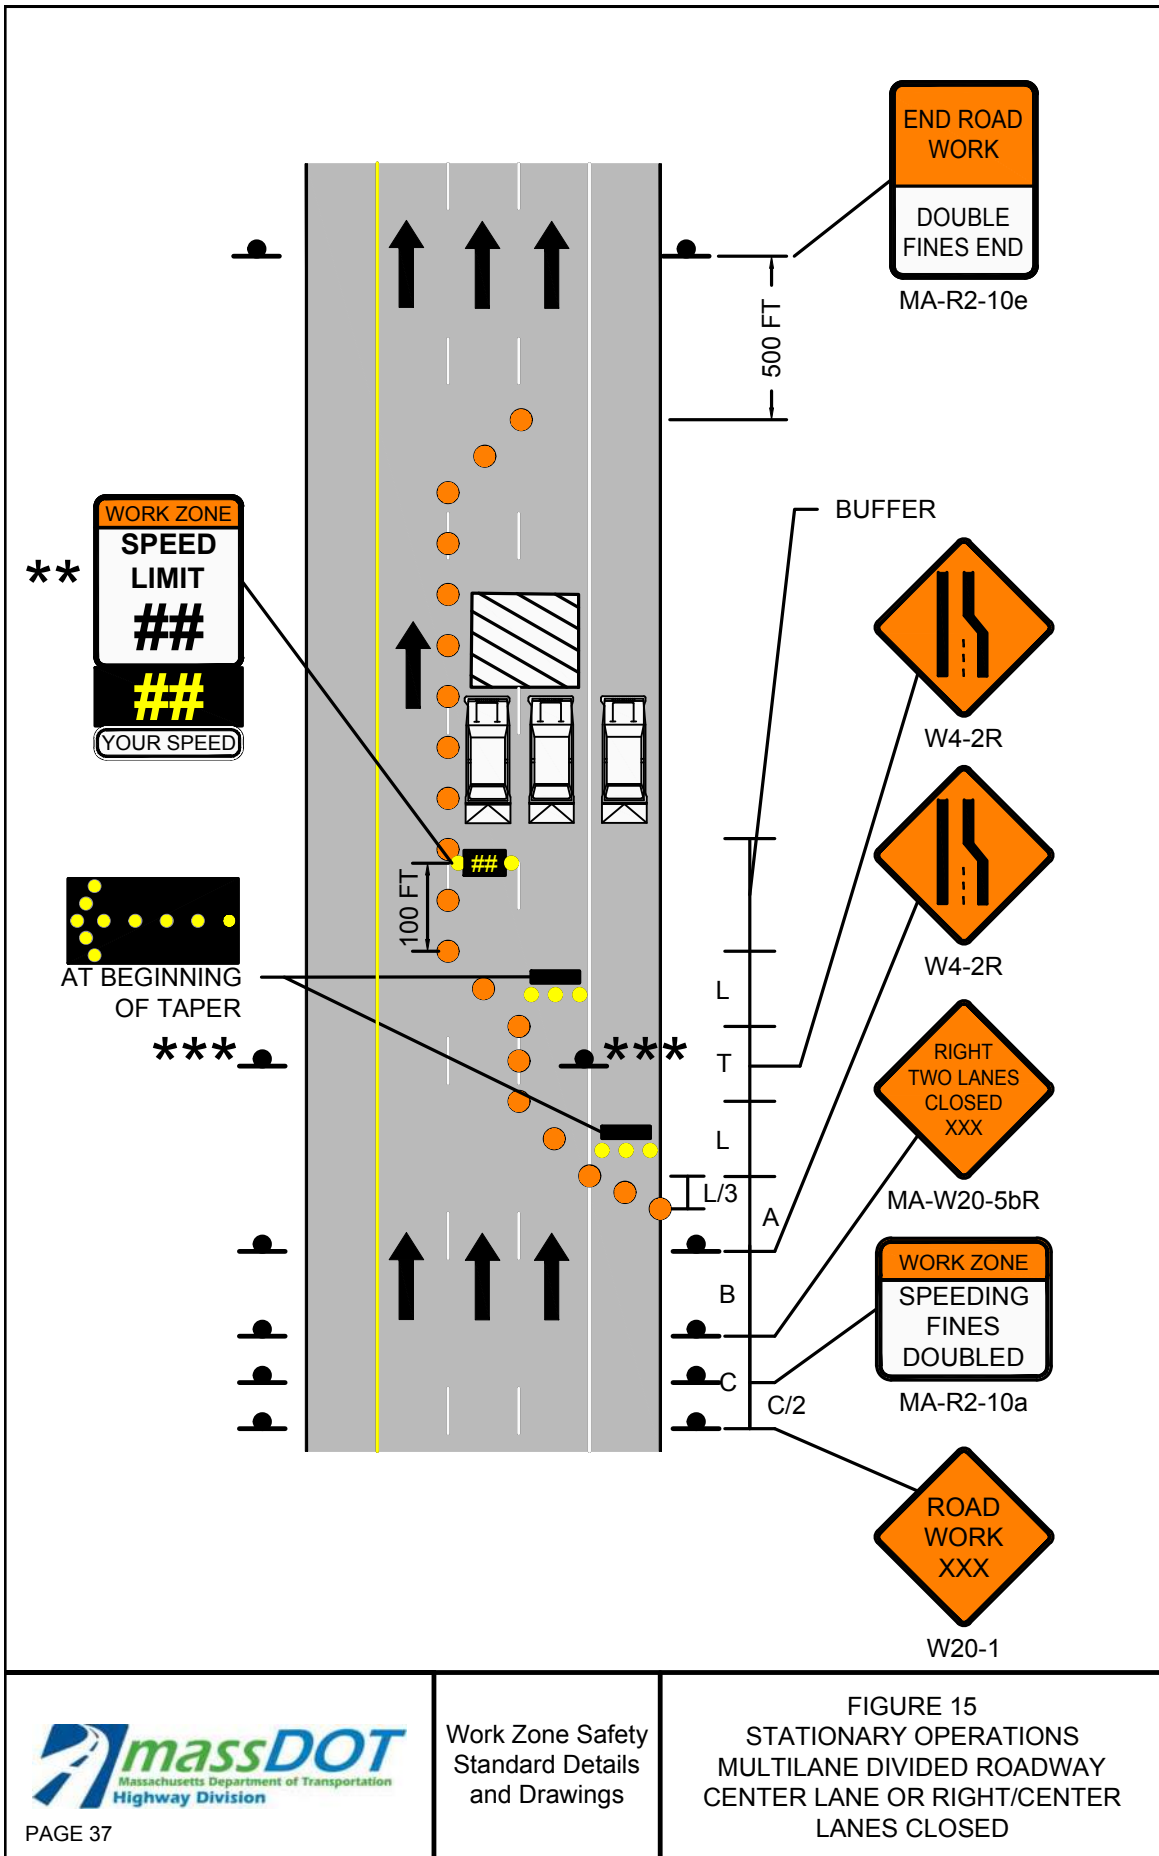 END ROAD
WORK
DOUBLE
FINES END
MA-R2-10e
500 FT
WORK ZONE
SPEED
LIMIT
##
##
YOUR SPEED
**
BUFFER
W4-2R
W4-2R
##
100 FT
AT BEGINNING
OF TAPER
***
***
L
T
L
L/3
A
B
C
C/2
RIGHT
TWO LANES
CLOSED
XXX
MA-W20-5bR
WORK ZONE
SPEEDING
FINES
DOUBLED
MA-R2-10a
ROAD
WORK
XXX
W20-1
massDOT
Massachusetts Department of Transportation
Highway Division
PAGE 37
Work Zone Safety
Standard Details
and Drawings
FIGURE 15
STATIONARY OPERATIONS
MULTILANE DIVIDED ROADWAY
CENTER LANE OR RIGHT/CENTER
LANES CLOSED